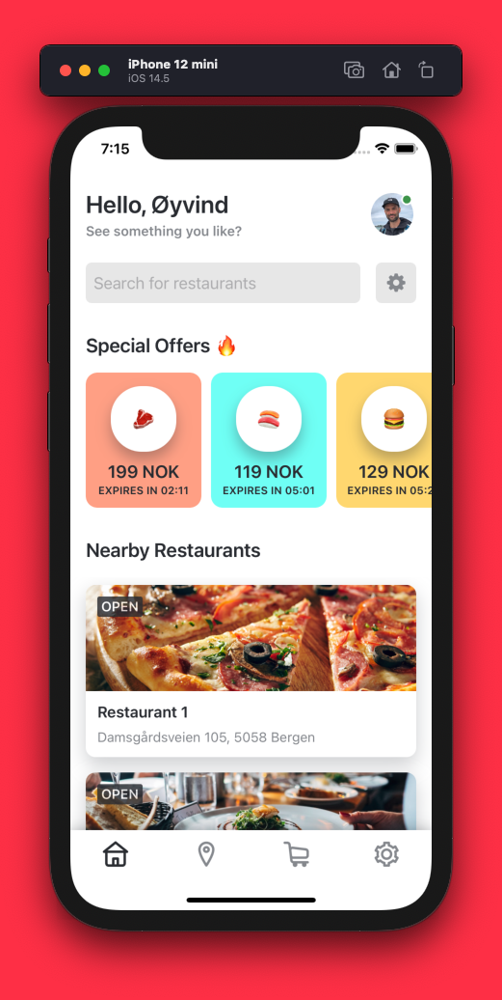 iPhone 12 mini
iOS 14.5
7:15
Hello, Øyvind
See something you like?
Search for restaurants
Special Offers 🔥
199 NOK
EXPIRES IN 02:11
119 NOK
EXPIRES IN 05:01
129 NOK
EXPIRES IN 05:2
Nearby Restaurants
OPEN
Restaurant 1
Damsgårdsveien 105, 5058 Bergen
OPEN